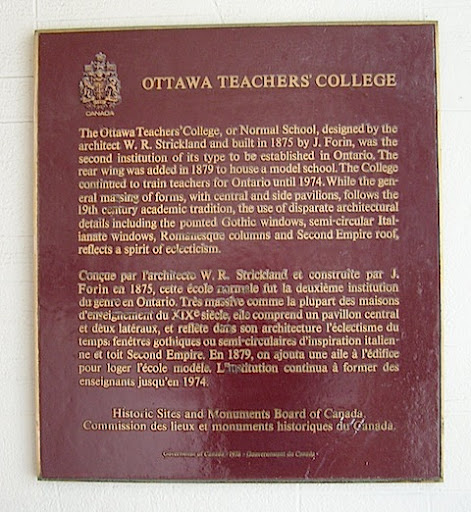 CANADA
OTTAWA TEACHERS' COLLEGE
The Ottawa Teachers' College, or Normal School, designed by the
architect W. R. Strickland and built in 1875 by J. Forin, was the
second institution of its type to be established in Ontario. The
rear wing was added in 1879 to house a model school. The College
continued to train teachers for Ontario until 1974. While the gen-
eral massing of forms, with central and side pavilions, follows the
19th century academic tradition, the use of disparate architectural
details including the pointed Gothic windows, semi-circular Ital-
ianate windows, Romanesque columns and Second Empire roof,
reflects a spirit of eclecticism.
Conçue par l'architecte W. R. Strickland et construite par J.
Forin en 1875, cette école normale fut la deuxième institution
du genre en Ontario. Très massive comme la plupart des maisons
d'enseignement du XIXe siècle, elle comprend un pavillon central
et deux latéraux, et reflète dans son architecture l'éclectisme du
temps: fenêtres gothiques ou semi-circulaires d'inspiration italien-
ne et toit Second Empire. En 1879, on ajouta une aile à l'édifice
pour loger l'école modèle. L'institution continua à former des
enseignants jusqu'en 1974.
Historic Sites and Monuments Board of Canada.
Commission des lieux et monuments historiques du Canada.
Government of Canada - Gouvernement du Canada